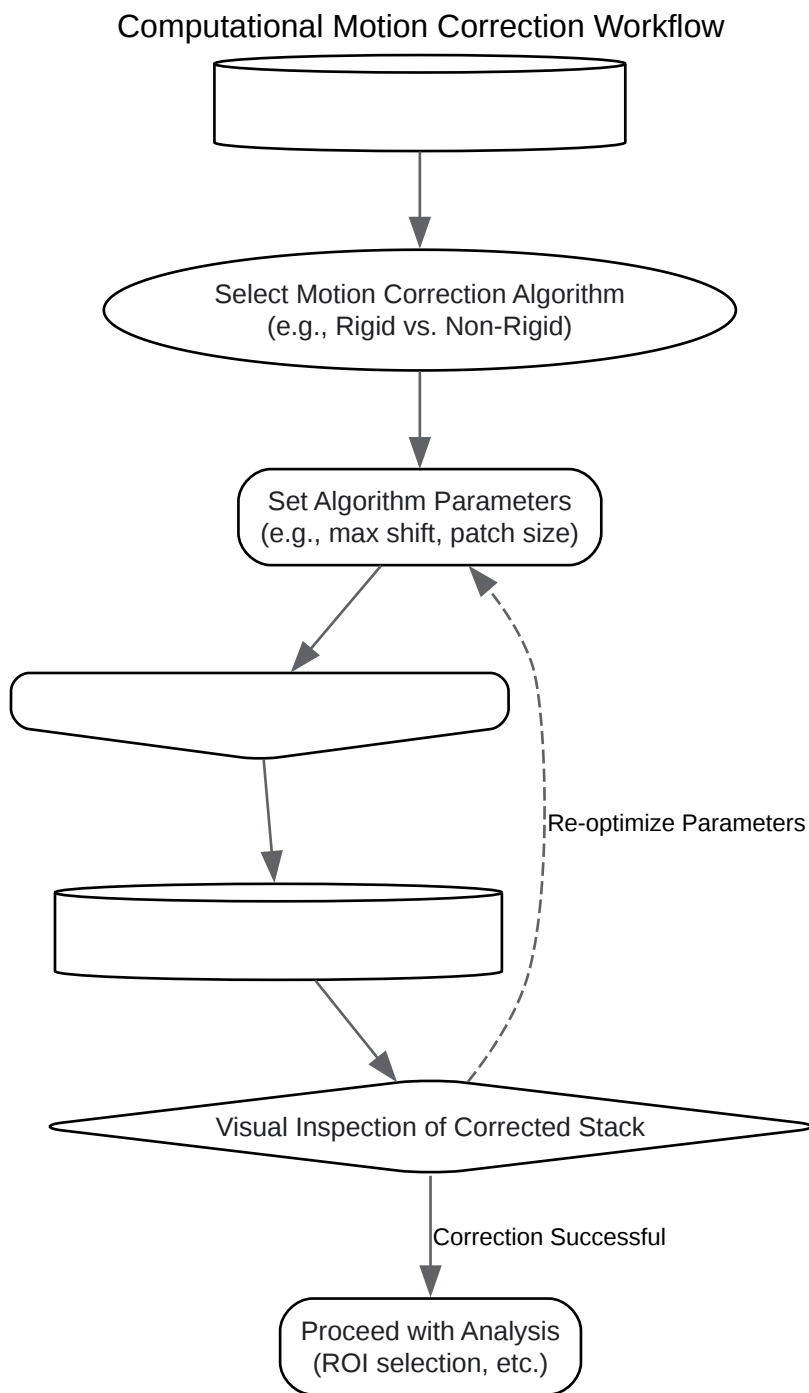 Computational Motion Correction Workflow
Select Motion Correction Algorithm
(e.g., Rigid vs. Non-Rigid)
Set Algorithm Parameters
(e.g., max shift, patch size)
Re-optimize Parameters
Visual Inspection of Corrected Stack
Correction Successful
Proceed with Analysis
(ROI selection, etc.)